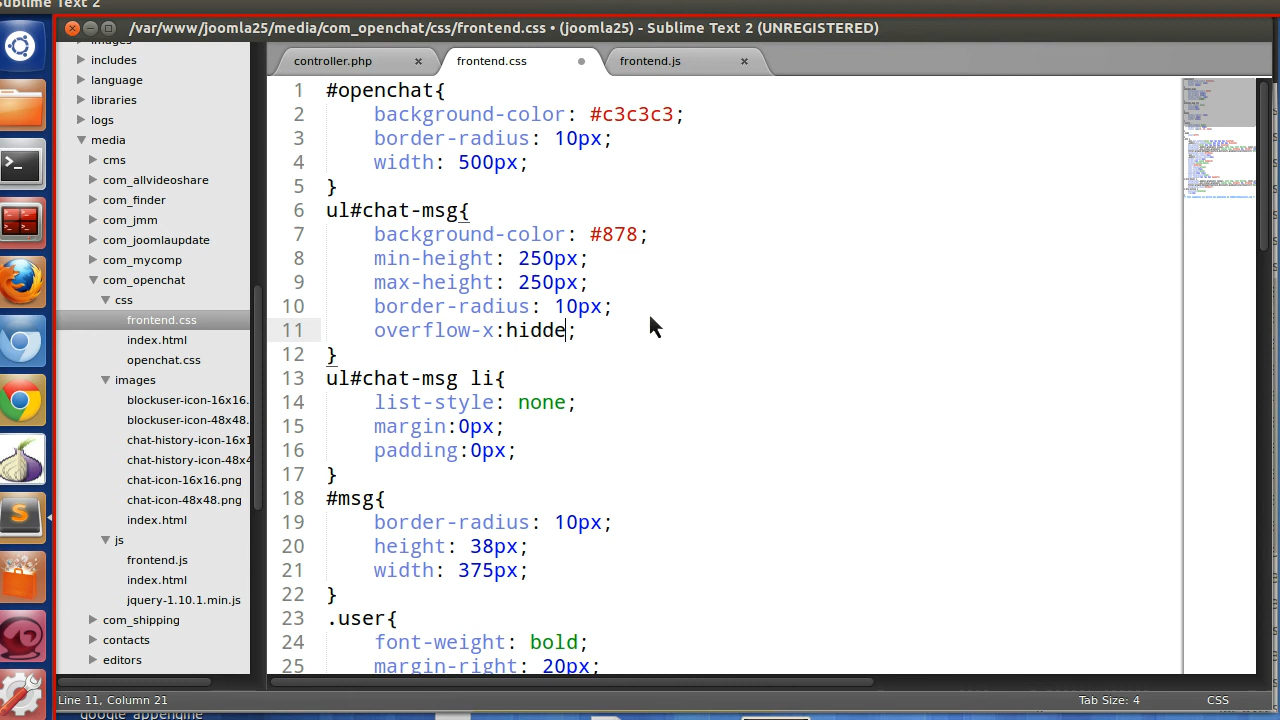 Sublime Text 2
/var/www/joomla25/media/com_openchat/css/frontend.css • (joomla25) - Sublime Text 2 (UNREGISTERED)
controller.php
frontend.css
frontend.js
images
includes
language
libraries
logs
media
cms
com_allvideoshare
com_finder
com_jmm
com_joomlaupdate
com_mycomp
com_openchat
css
frontend.css
index.html
openchat.css
images
blockuser-icon-16x16.
blockuser-icon-48x48.
chat-history-icon-16x1
chat-history-icon-48x4
chat-icon-16x16.png
chat-icon-48x48.png
index.html
js
frontend.js
index.html
jquery-1.10.1.min.js
com_shipping
contacts
editors
1 #openchat{
2 background-color: #c3c3c3;
3 border-radius: 10px;
4 width: 500px;
5 }
6 ul#chat-msg{
7 background-color: #878;
8 min-height: 250px;
9 max-height: 250px;
10 border-radius: 10px;
11 overflow-x:hidde;
12 }
13 ul#chat-msg li{
14 list-style: none;
15 margin:0px;
16 padding:0px;
17 }
18 #msg{
19 border-radius: 10px;
20 height: 38px;
21 width: 375px;
22 }
23 .user{
24 font-weight: bold;
25 margin-right: 20px;
Line 11, Column 21
Tab Size: 4
CSS
google appengine